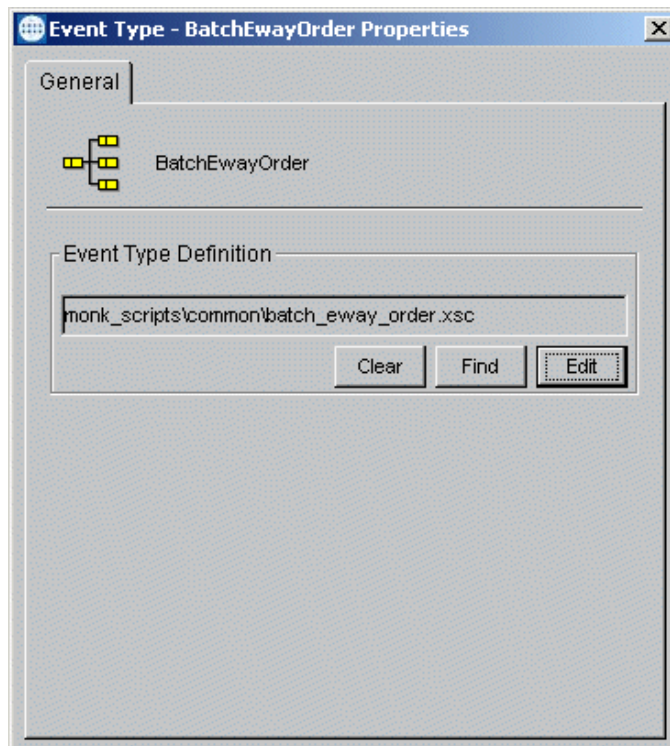 Event Type - BatchEwayOrder Properties
General
BatchEwayOrder
Event Type Definition
monk_scripts\common\batch_eway_order.xsc
Clear Find Edit